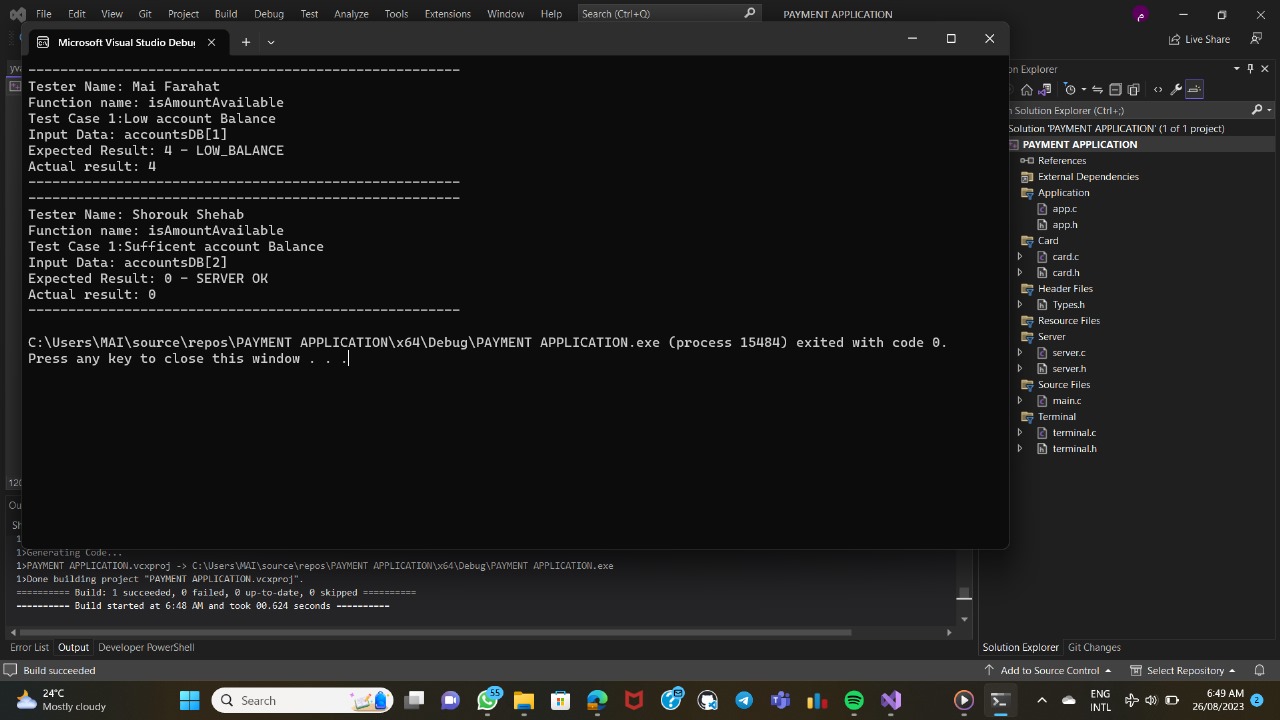 File Edit View Git Project Build Debug Test Analyze Tools Extensions Window Help Search (Ctrl+Q) PAYMENT APPLICATION م
Live Share
Microsoft Visual Studio Debug
------------------------------------------------------
Tester Name: Mai Farahat
Function name: isAmountAvailable
Test Case 1:Low account Balance
Input Data: accountsDB[1]
Expected Result: 4 - LOW_BALANCE
Actual result: 4
------------------------------------------------------
------------------------------------------------------
Tester Name: Shorouk Shehab
Function name: isAmountAvailable
Test Case 1:Sufficent account Balance
Input Data: accountsDB[2]
Expected Result: 0 - SERVER OK
Actual result: 0
------------------------------------------------------
C:\Users\MAI\source\repos\PAYMENT APPLICATION\x64\Debug\PAYMENT APPLICATION.exe (process 15484) exited with code 0.
Press any key to close this window . . .
on Explorer
Solution Explorer (Ctrl+;)
Solution 'PAYMENT APPLICATION' (1 of 1 project)
PAYMENT APPLICATION
References
External Dependencies
Application
app.c
app.h
Card
card.c
card.h
Header Files
Types.h
Resource Files
Server
server.c
server.h
Source Files
main.c
Terminal
terminal.c
terminal.h
120
Ou
Sh
1>Generating Code...
1>PAYMENT APPLICATION.vcxproj -> C:\Users\MAI\source\repos\PAYMENT APPLICATION\x64\Debug\PAYMENT APPLICATION.exe
1>Done building project "PAYMENT APPLICATION.vcxproj".
========== Build: 1 succeeded, 0 failed, 0 up-to-date, 0 skipped ==========
========== Build started at 6:48 AM and took 00.624 seconds ==========
Error List Output Developer PowerShell
Solution Explorer Git Changes
Build succeeded
Add to Source Control Select Repository
24°C
Mostly cloudy
Search
55
ENG
INTL
6:49 AM
26/08/2023
2